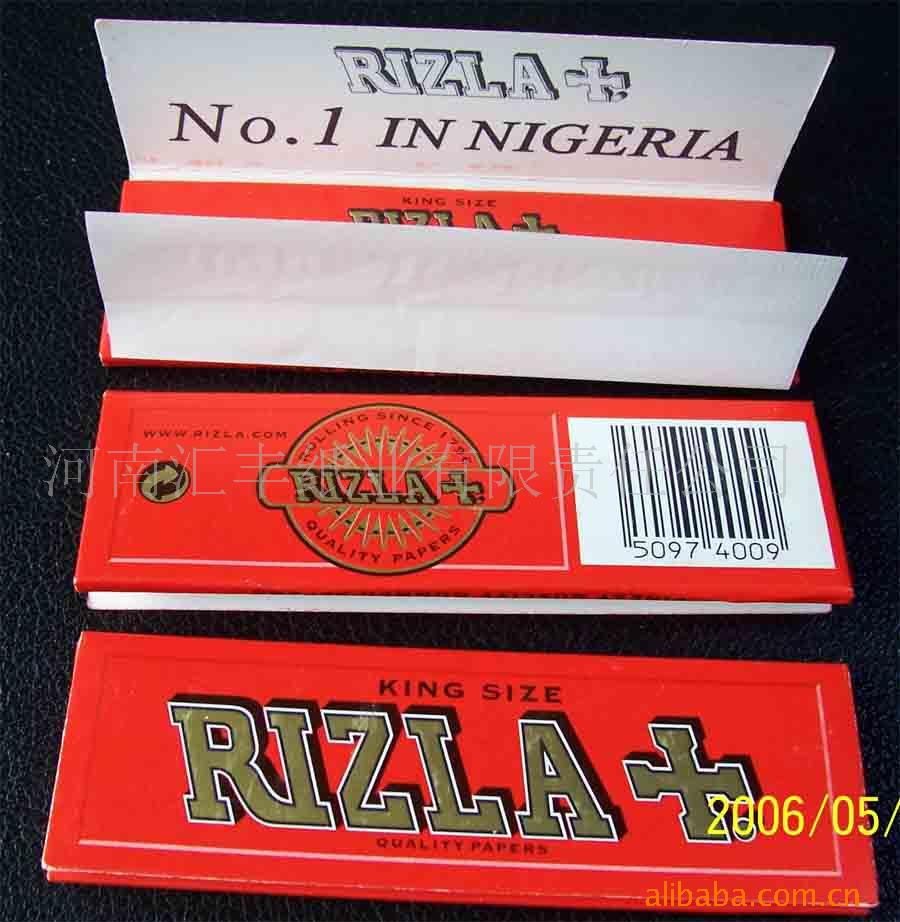 RIZLA+.
No.1 IN NIGERIA
KING SIZE
RIZLA+
WWW.RIZLA.COM
ROLLING SINCE 1796
RIZLA+.
QUALITY PAPERS
5097 4009
河南汇丰纸业有限责任公司
KING SIZE
RIZLA+.
QUALITY PAPERS
2006/05/
alibaba.com.cn